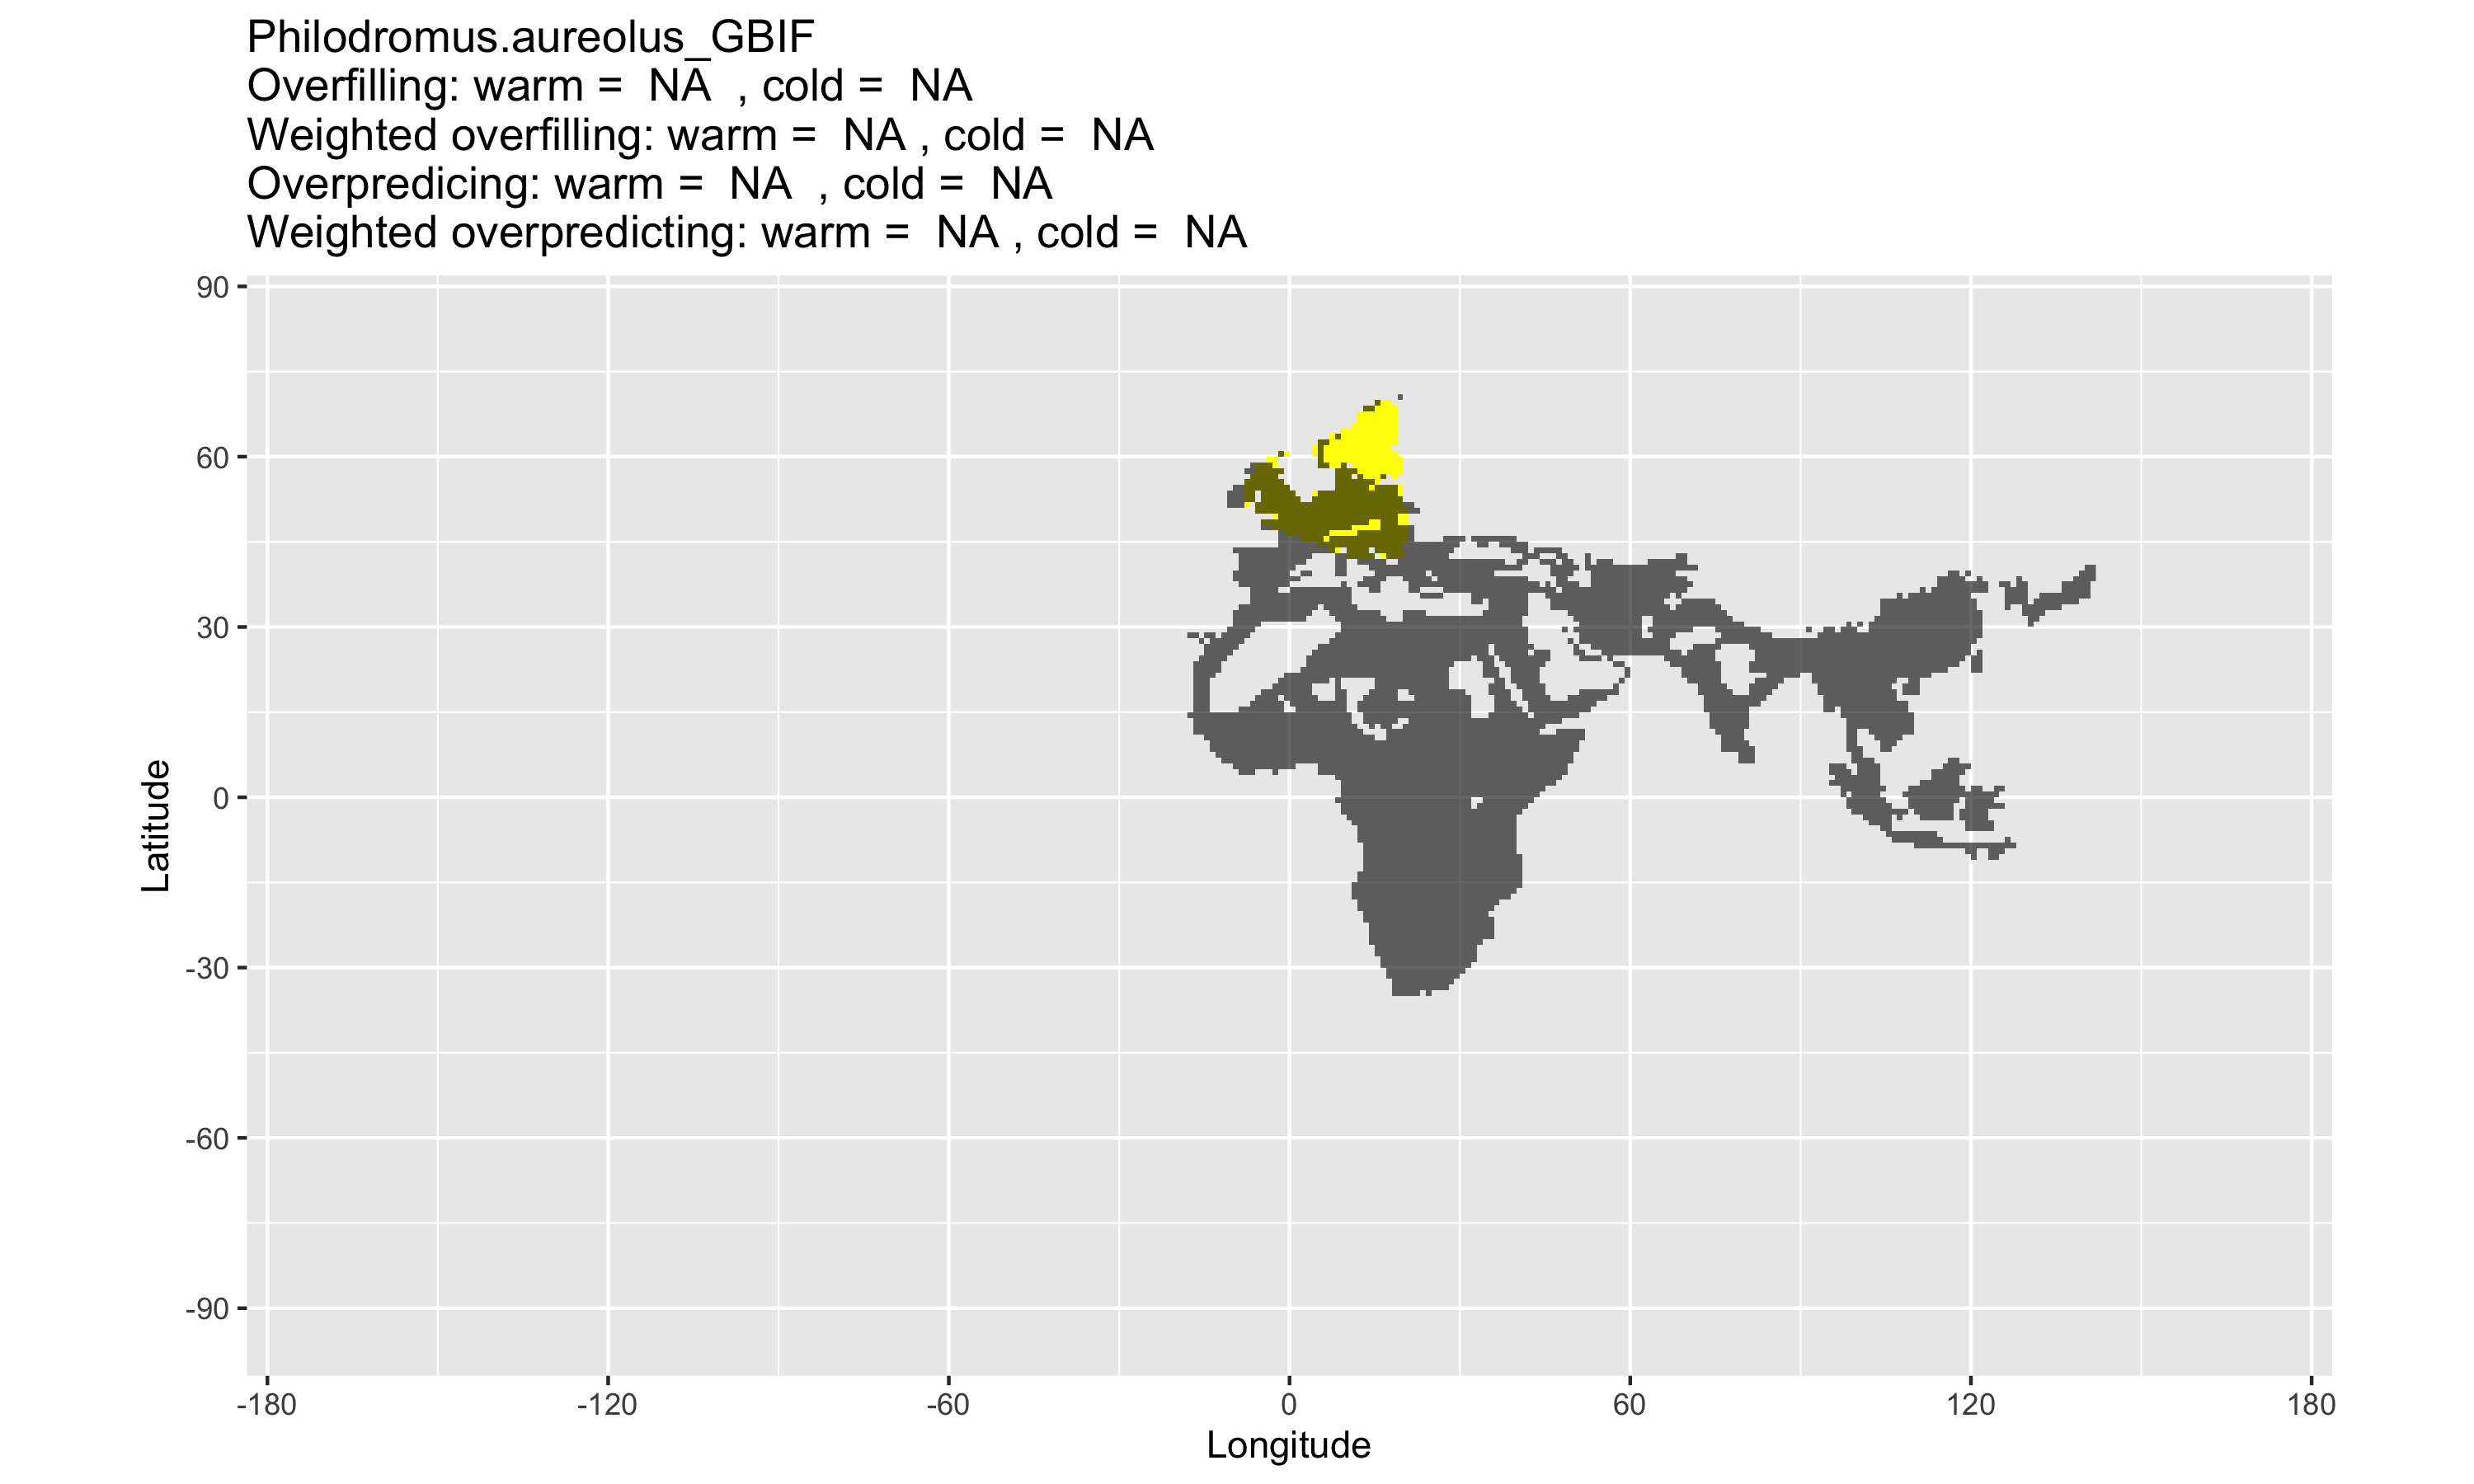 Philodromus.aureolus_GBIF
Overfilling: warm =  NA  , cold =  NA
Weighted overfilling: warm =  NA , cold =  NA
Overpredicing: warm =  NA  , cold =  NA
Weighted overpredicting: warm =  NA , cold =  NA
90
60
30
0
-30
-60
-90
Latitude
-180
-120
-60
0
60
120
180
Longitude